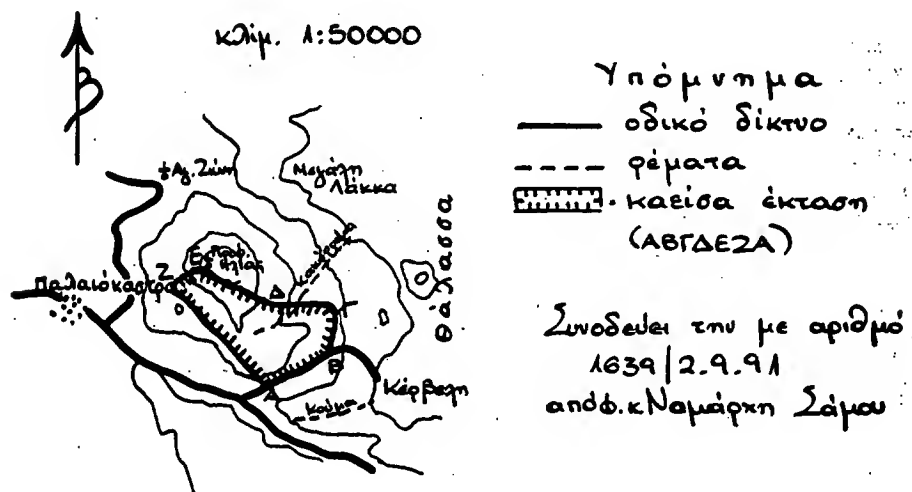 κλίμ. 1:50000
Υπόμνημα
οδικό δίκτυο
ρέματα
καείσα έκταση
(ΑΒΓΔΕΖΑ)
Συνοδεύει την με αριθμό
1639/2.9.91
απόφ. κ Νομάρχη Σάμου
Αγ. Ζώνη
Μεγάλη
Λάκκα
Θάλασσα
Προφ.
Ηλίας
Ε
Ζ
Παλαιόκαστρο
Δ
Γ
Β
Α
Κέρβελη
Κούμα